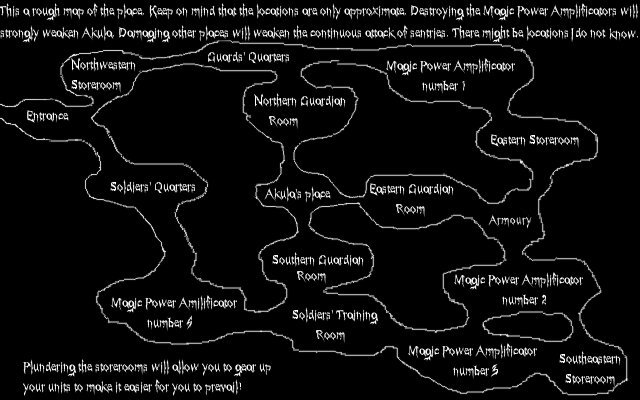 This a rough map of the place. Keep on mind that the locations are only approximate. Destroying the Magic Power Amplificators will
strongly weaken Akula. Damaging other places will weaken the continuous attack of sentries. There might be locations I do not know.
Guards' Quarters
Northwestern
Storeroom
Magic Power Amplificator
number 1
Northern Guardian
Room
Entrance
Eastern Storeroom
Soldiers' Quarters
Akula's place
Eastern Guardian
Room
Armoury
Southern Guardian
Room
Magic Power Amplificator
number 2
Magic Power Amlificator
number 4
Soldiers' Training
Room
Magic Power Amplificator
number 3
Southeastern
Storeroom
Plundering the storerooms will allow you to gear up
your units to make it easier for you to prevail!